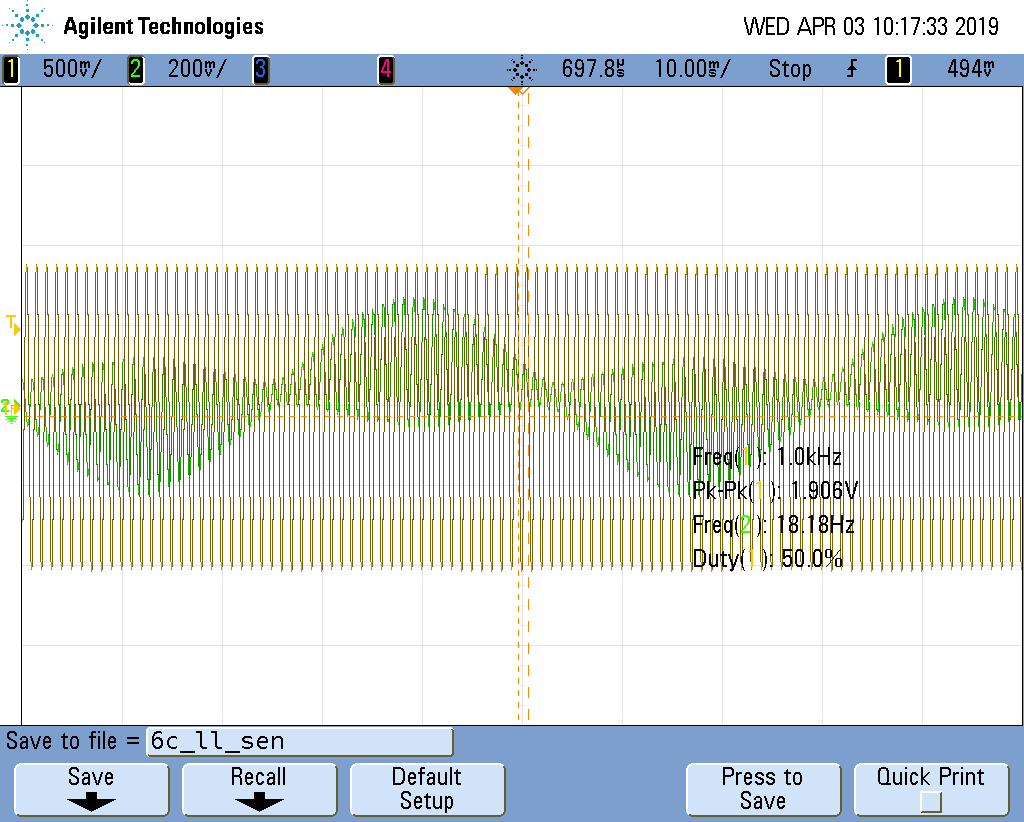 Agilent Technologies WED APR 03 10:17:33 2019
1 500mV/ 2 200mV/ 3 4 697.8us 10.00ms/ Stop 1 494mV
T
2
Freq(1): 1.0kHz
Pk-Pk(1): 1.906V
Freq(2): 18.18Hz
Duty(1): 50.0%
Save to file = 6c_ll_sen
Save Recall Default Setup Press to Save Quick Print